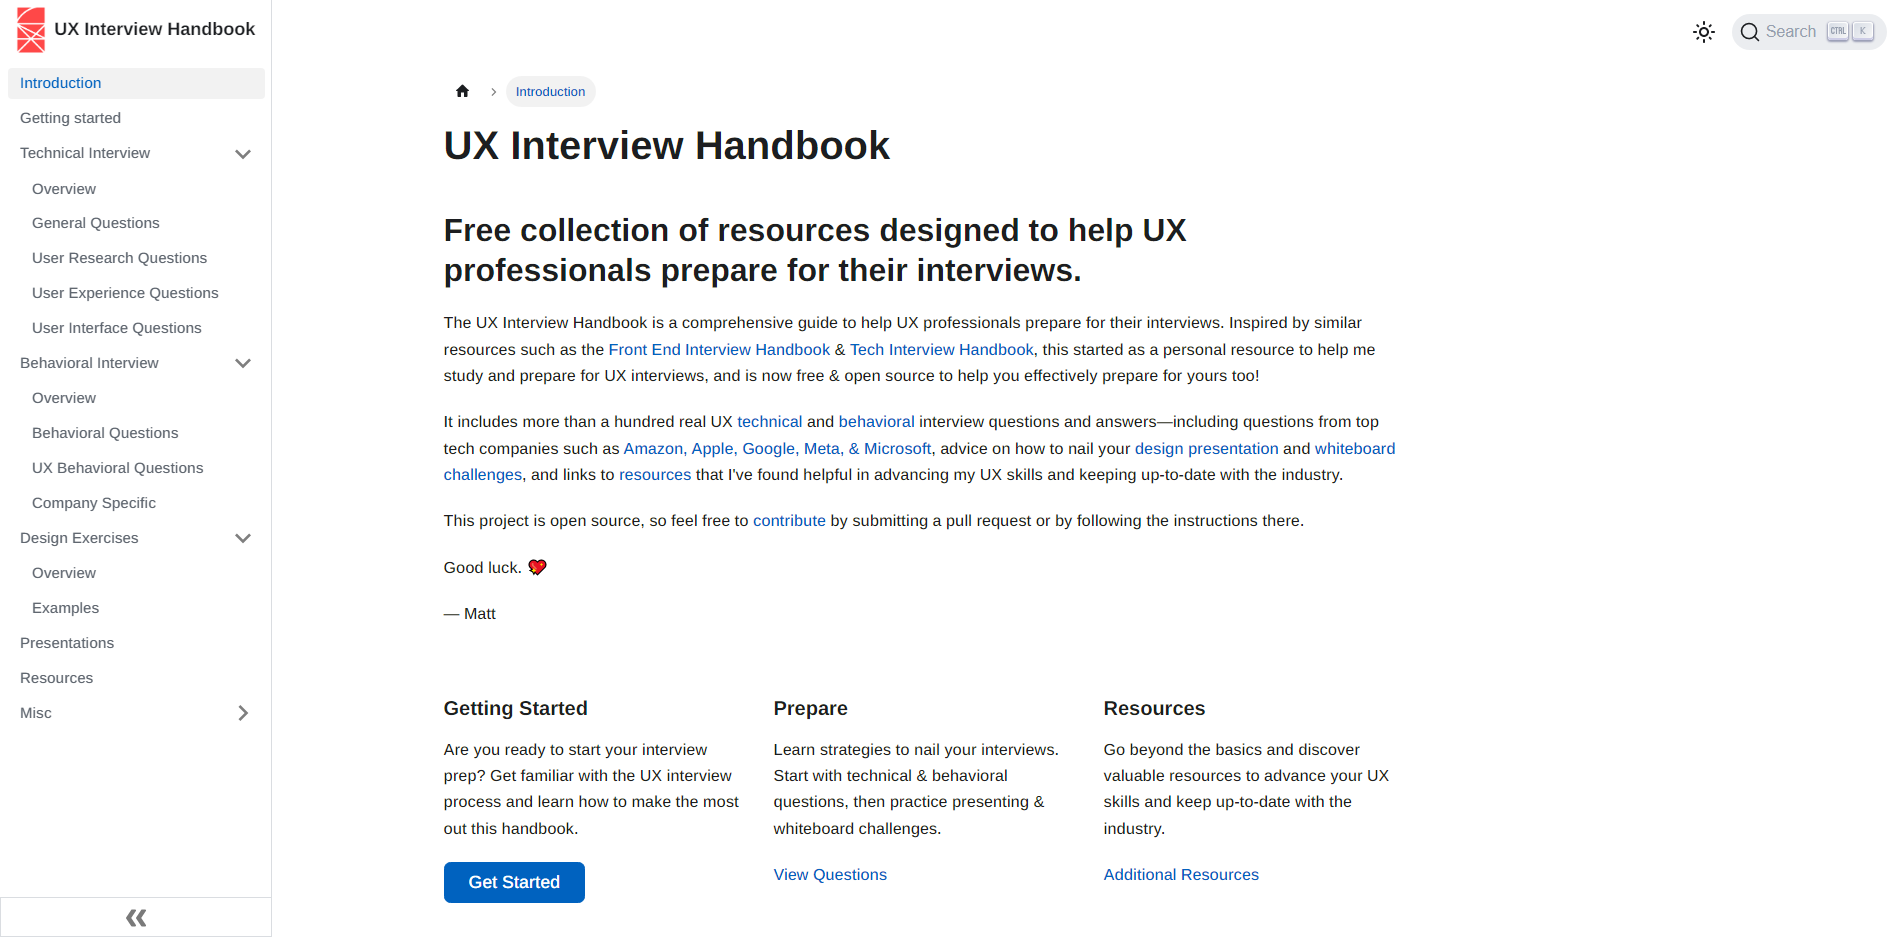 UX Interview Handbook
Search CTRL K
Introduction
Getting started
Technical Interview
Overview
General Questions
User Research Questions
User Experience Questions
User Interface Questions
Behavioral Interview
Overview
Behavioral Questions
UX Behavioral Questions
Company Specific
Design Exercises
Overview
Examples
Presentations
Resources
Misc
Introduction
UX Interview Handbook
Free collection of resources designed to help UX
professionals prepare for their interviews.
The UX Interview Handbook is a comprehensive guide to help UX professionals prepare for their interviews. Inspired by similar
resources such as the Front End Interview Handbook & Tech Interview Handbook, this started as a personal resource to help me
study and prepare for UX interviews, and is now free & open source to help you effectively prepare for yours too!
It includes more than a hundred real UX technical and behavioral interview questions and answers—including questions from top
tech companies such as Amazon, Apple, Google, Meta, & Microsoft, advice on how to nail your design presentation and whiteboard
challenges, and links to resources that I've found helpful in advancing my UX skills and keeping up-to-date with the industry.
This project is open source, so feel free to contribute by submitting a pull request or by following the instructions there.
Good luck. 💖
— Matt
Getting Started
Are you ready to start your interview
prep? Get familiar with the UX interview
process and learn how to make the most
out this handbook.
Get Started
Prepare
Learn strategies to nail your interviews.
Start with technical & behavioral
questions, then practice presenting &
whiteboard challenges.
View Questions
Resources
Go beyond the basics and discover
valuable resources to advance your UX
skills and keep up-to-date with the
industry.
Additional Resources